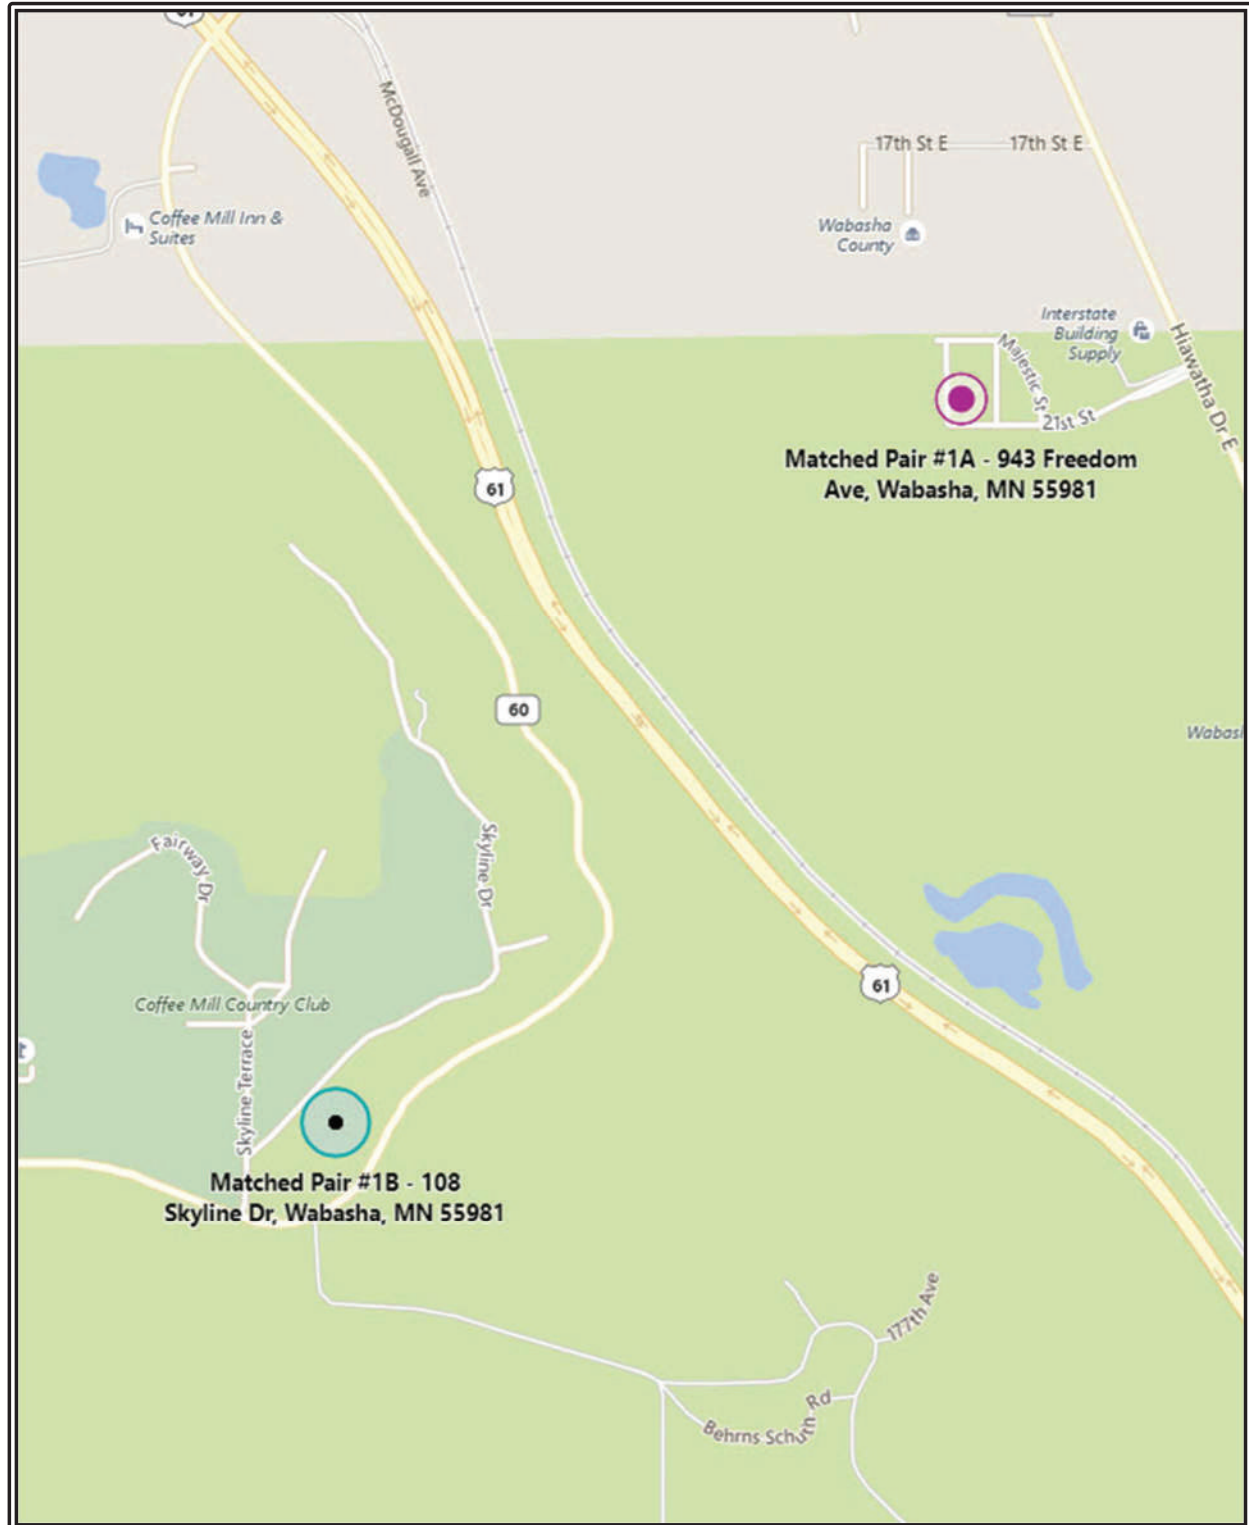 McDougall Ave
17th St E
17th St E
Coffee Mill Inn &
Suites
Wabasha
County
Interstate
Building
Supply
Hiawatha Dr E
Majestic St
21st St
Matched Pair #1A - 943 Freedom
Ave, Wabasha, MN 55981
61
60
Fairway Dr
Skyline Dr
61
Coffee Mill Country Club
Skyline Terrace
Matched Pair #1B - 108
Skyline Dr, Wabasha, MN 55981
177th Ave
Behrns Schuth Rd